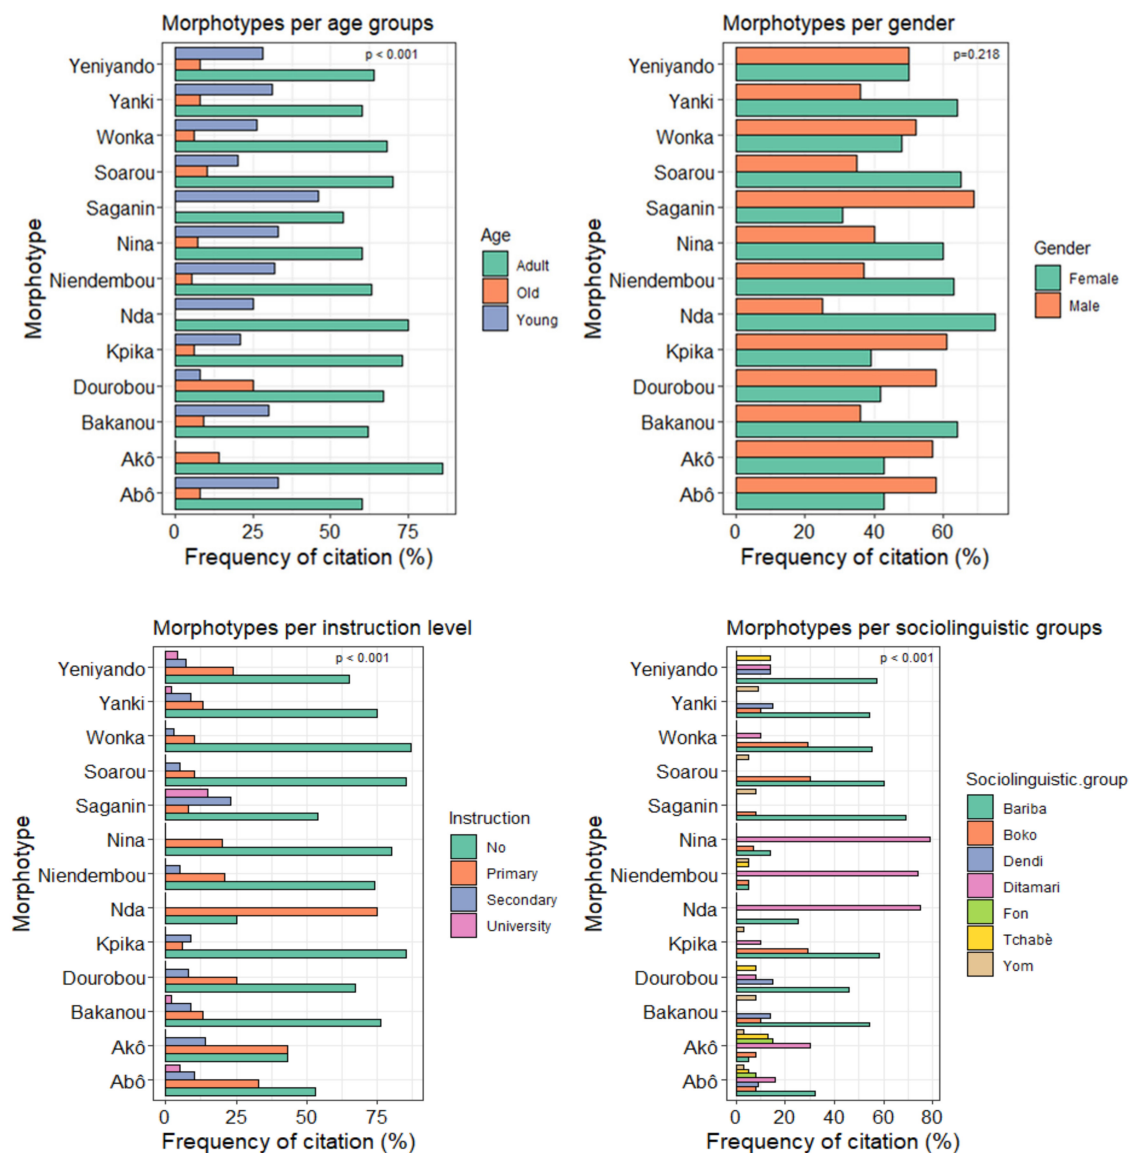 Morphotypes per age groups
p < 0.001
Morphotype
Yeniyando
Yanki
Wonka
Soarou
Saganin
Nina
Niendembou
Nda
Kpika
Dourobou
Bakanou
Akô
Abô
0 25 50 75
Frequency of citation (%)
Age
Adult
Old
Young
Morphotypes per gender
p=0.218
Morphotype
Yeniyando
Yanki
Wonka
Soarou
Saganin
Nina
Niendembou
Nda
Kpika
Dourobou
Bakanou
Akô
Abô
0 20 40 60
Frequency of citation (%)
Gender
Female
Male
Morphotypes per instruction level
p < 0.001
Morphotype
Yeniyando
Yanki
Wonka
Soarou
Saganin
Nina
Niendembou
Nda
Kpika
Dourobou
Bakanou
Akô
Abô
0 25 50 75
Frequency of citation (%)
Instruction
No
Primary
Secondary
University
Morphotypes per sociolinguistic groups
p < 0.001
Morphotype
Yeniyando
Yanki
Wonka
Soarou
Saganin
Nina
Niendembou
Nda
Kpika
Dourobou
Bakanou
Akô
Abô
0 20 40 60 80
Frequency of citation (%)
Sociolinguistic.group
Bariba
Boko
Dendi
Ditamari
Fon
Tchabè
Yom